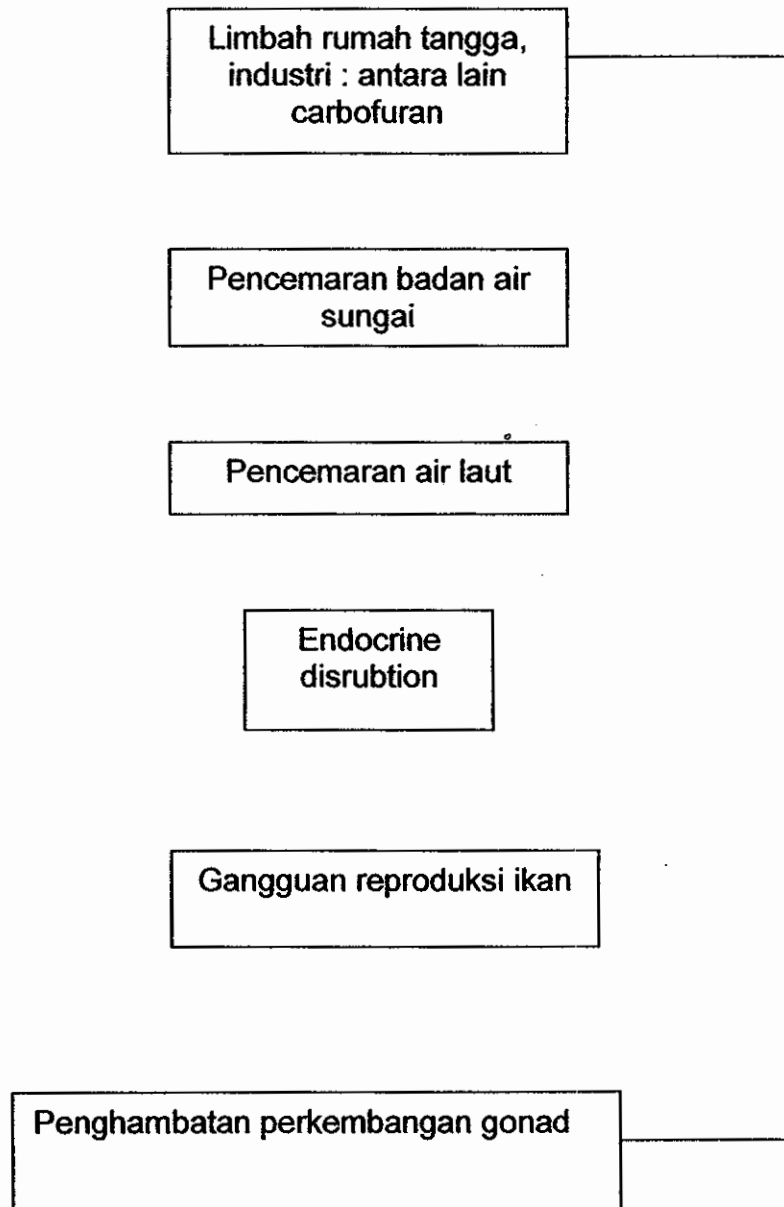 Limbah rumah tangga,
industri : antara lain
carbofuran
Pencemaran badan air
sungai
Pencemaran air laut
Endocrine
disrubtion
Gangguan reproduksi ikan
Penghambatan perkembangan gonad